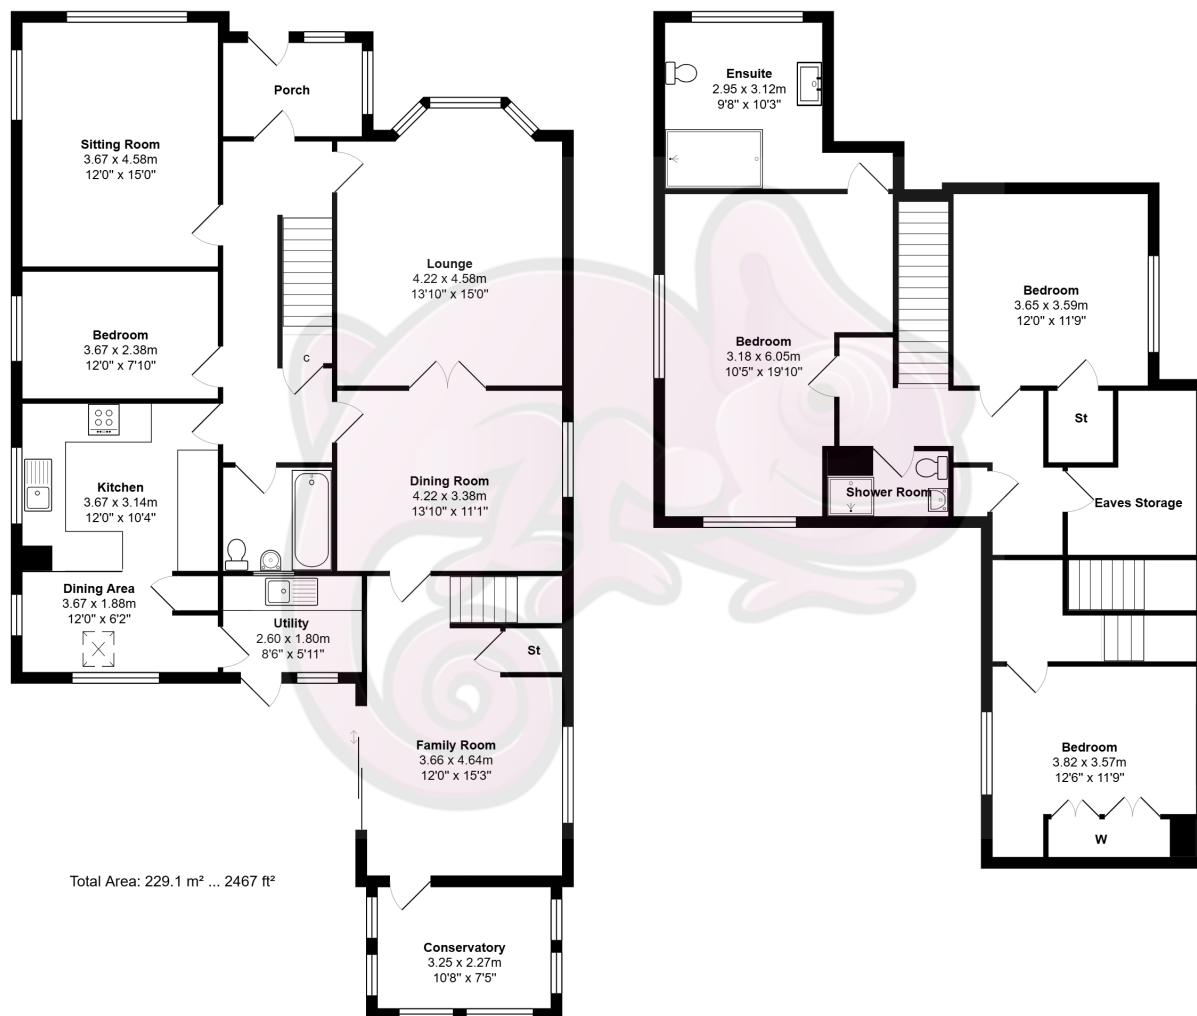 Porch
Sitting Room
3.67 x 4.58m
12'0" x 15'0"
Lounge
4.22 x 4.58m
13'10" x 15'0"
Bedroom
3.67 x 2.38m
12'0" x 7'10"
C
Kitchen
3.67 x 3.14m
12'0" x 10'4"
Dining Room
4.22 x 3.38m
13'10" x 11'1"
Dining Area
3.67 x 1.88m
12'0" x 6'2"
Utility
2.60 x 1.80m
8'6" x 5'11"
St
Family Room
3.66 x 4.64m
12'0" x 15'3"
Total Area: 229.1 m² ... 2467 ft²
Conservatory
3.25 x 2.27m
10'8" x 7'5"
Ensuite
2.95 x 3.12m
9'8" x 10'3"
Bedroom
3.65 x 3.59m
12'0" x 11'9"
Bedroom
3.18 x 6.05m
10'5" x 19'10"
St
Shower Room
Eaves Storage
Bedroom
3.82 x 3.57m
12'6" x 11'9"
W